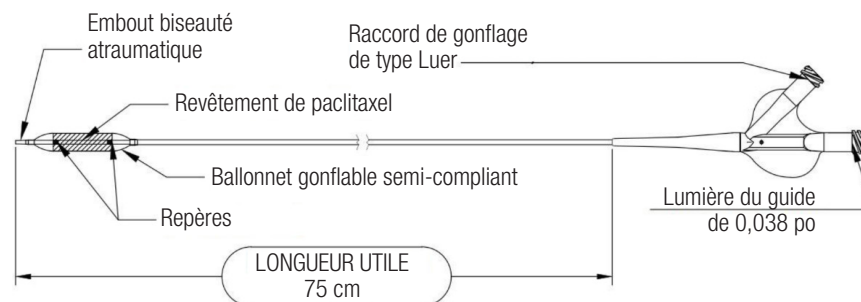 Embout biseauté
atraumatique
Raccord de gonflage
de type Luer
Revêtement de paclitaxel
Ballonnet gonflable semi-compliant
Repères
Lumière du guide
de 0,038 po
LONGUEUR UTILE
75 cm